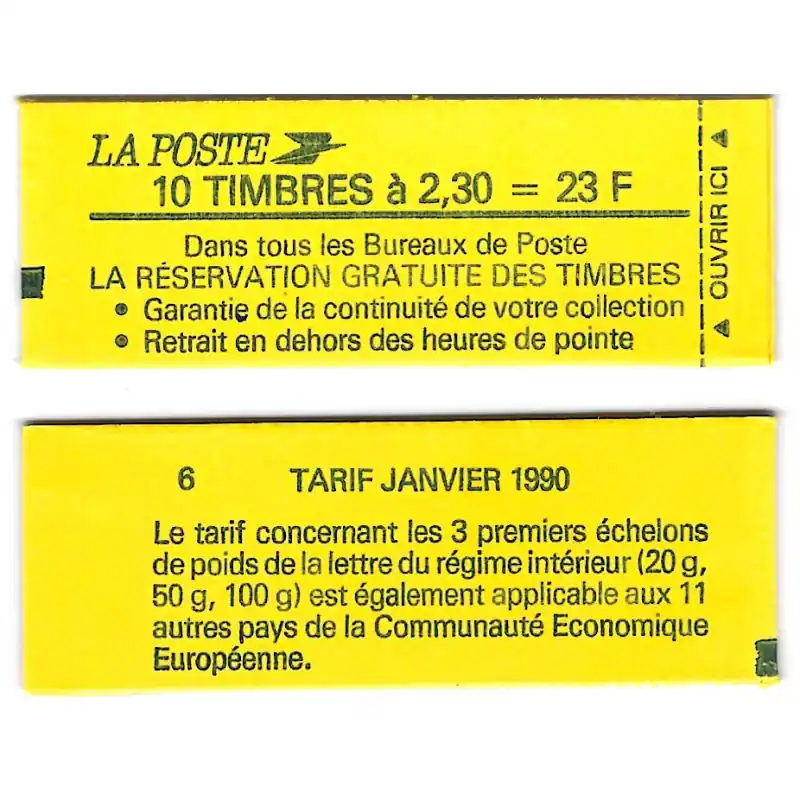 LA POSTE
10 TIMBRES à 2,30 = 23 F
Dans tous les Bureaux de Poste
LA RÉSERVATION GRATUITE DES TIMBRES
• Garantie de la continuité de votre collection
• Retrait en dehors des heures de pointe
▲ OUVRIR ICI ▲
6 TARIF JANVIER 1990
Le tarif concernant les 3 premiers échelons
de poids de la lettre du régime intérieur (20 g,
50 g, 100 g) est également applicable aux 11
autres pays de la Communauté Economique
Européenne.